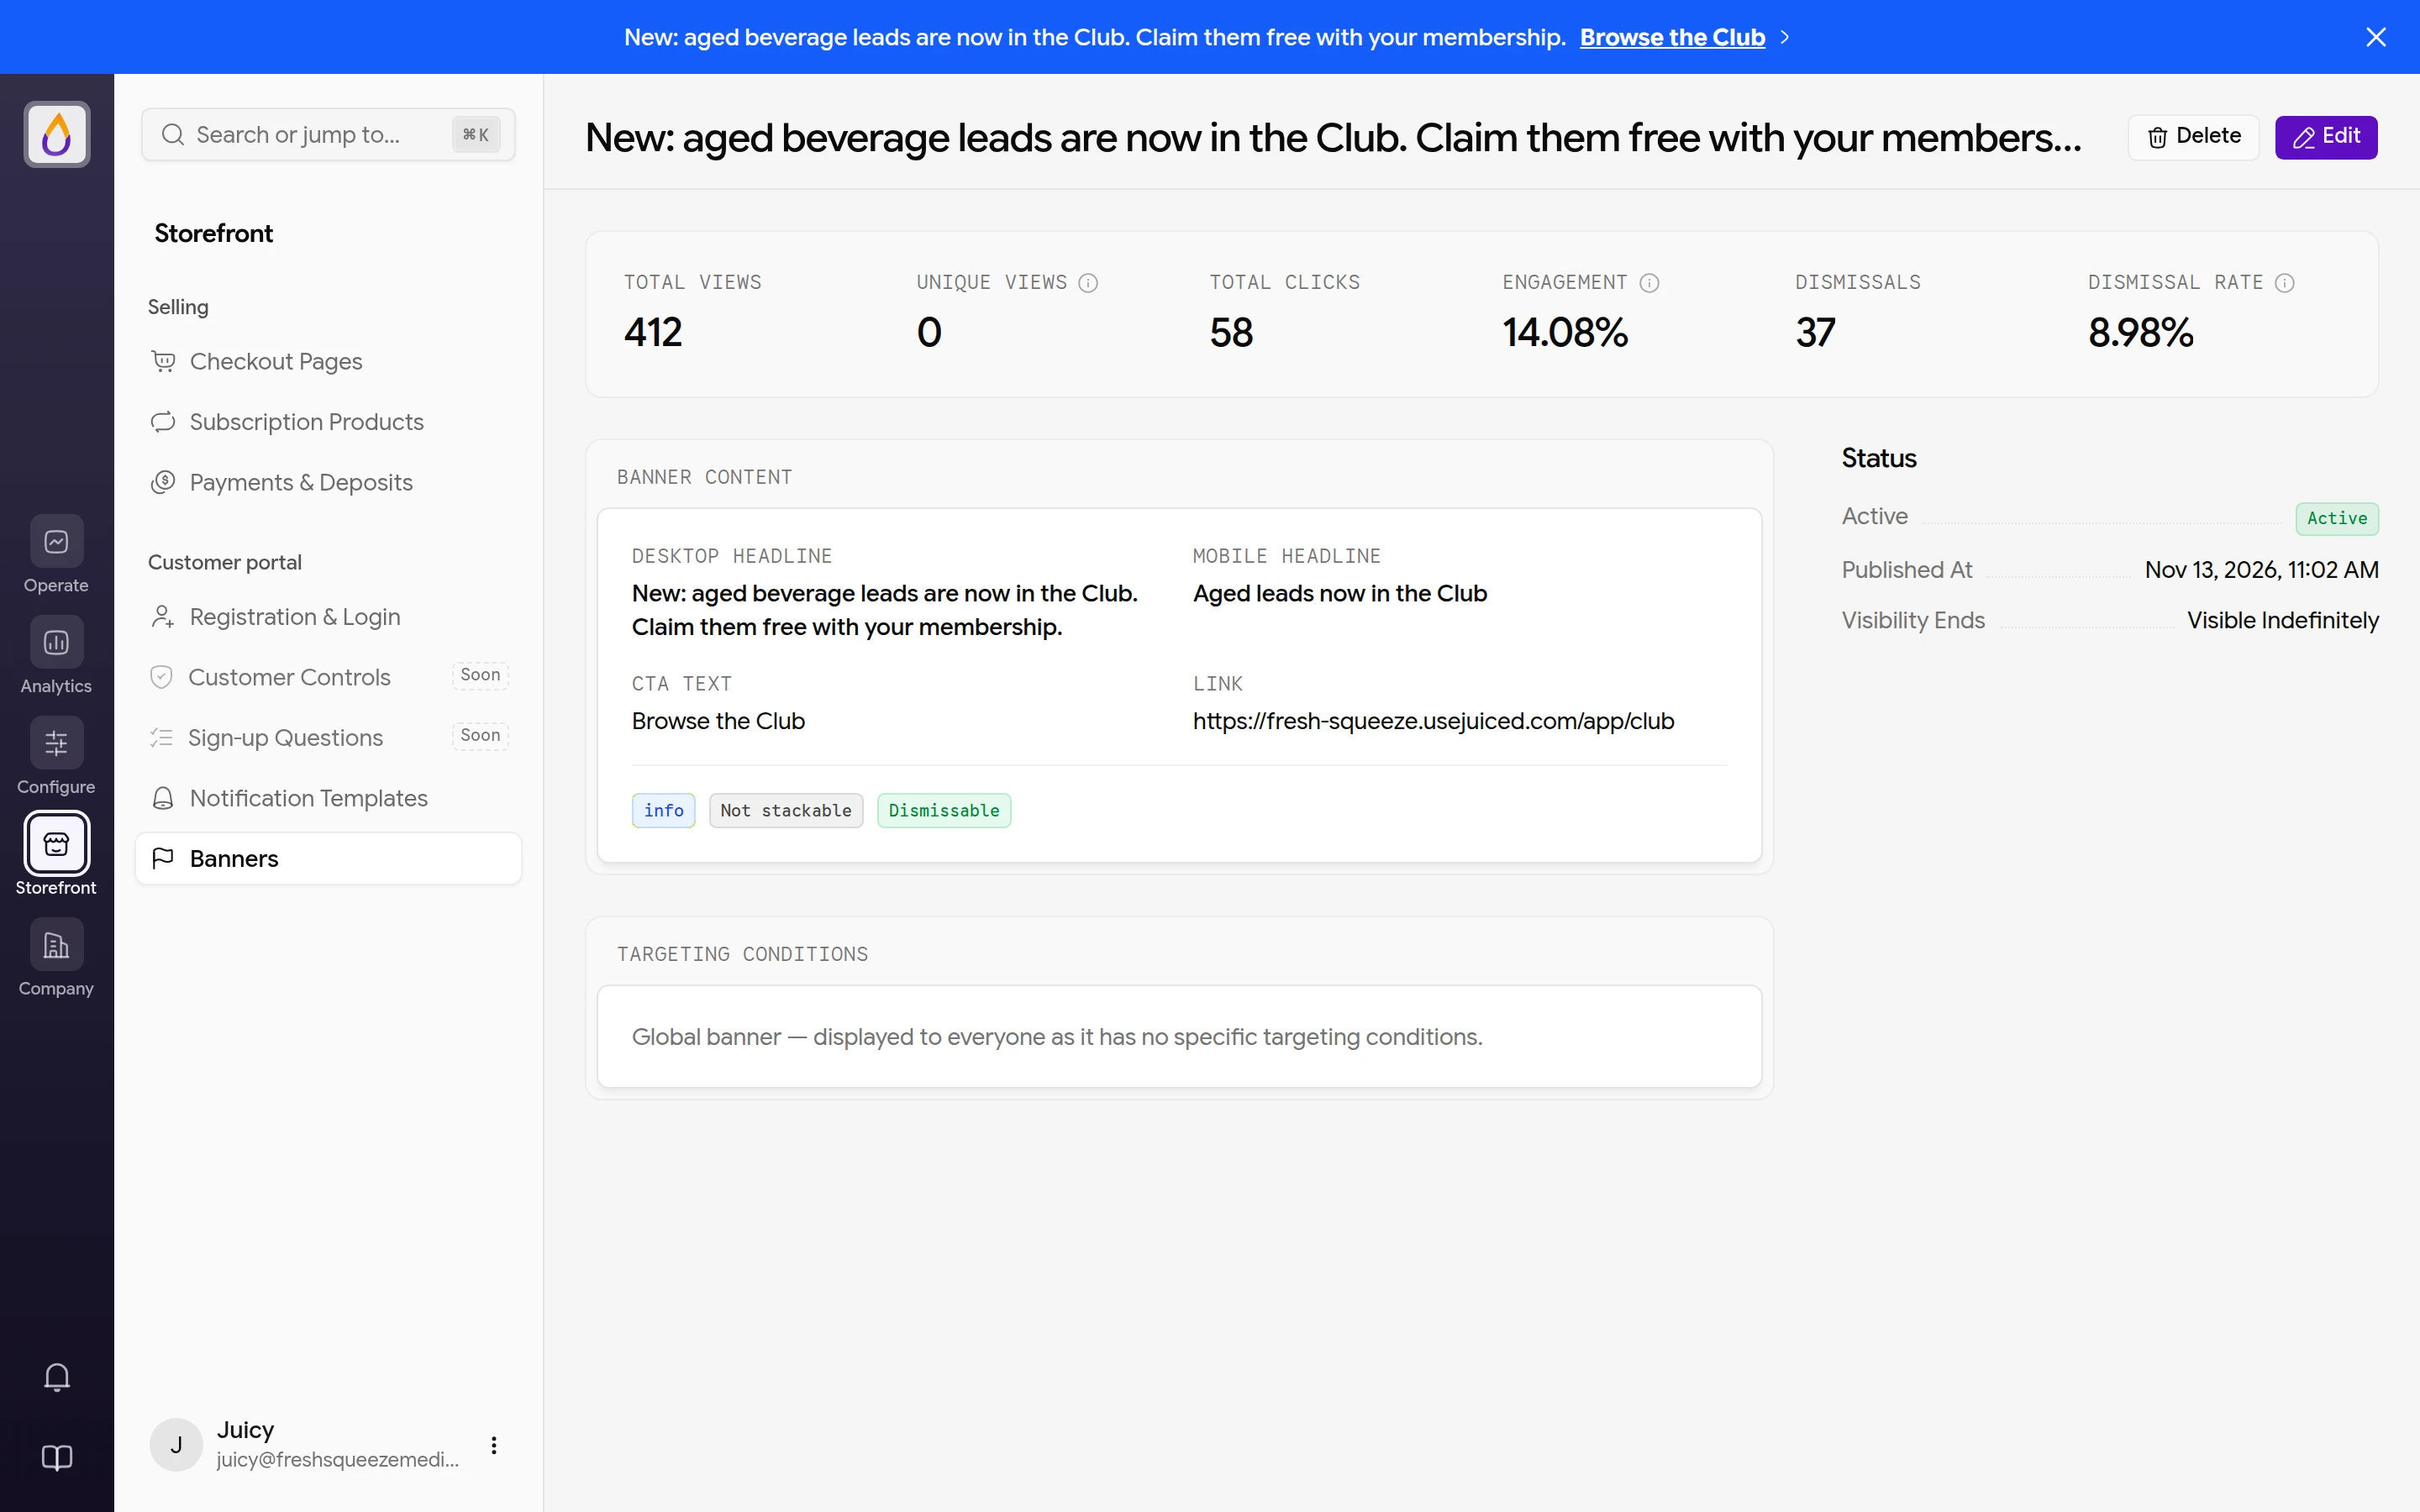 New: aged beverage leads are now in the Club. Claim them free with your membership. Browse the Club
Search or jump to...
⌘K
Storefront
Selling
Checkout Pages
Subscription Products
Payments & Deposits
Customer portal
Registration & Login
Customer Controls
Soon
Sign-up Questions
Soon
Notification Templates
Banners
Operate
Analytics
Configure
Storefront
Company
J
Juicy
juicy@freshsqueezemedi...
New: aged beverage leads are now in the Club. Claim them free with your members...
Delete
Edit
TOTAL VIEWS
412
UNIQUE VIEWS
0
TOTAL CLICKS
58
ENGAGEMENT
14.08%
DISMISSALS
37
DISMISSAL RATE
8.98%
BANNER CONTENT
DESKTOP HEADLINE
New: aged beverage leads are now in the Club.
Claim them free with your membership.
MOBILE HEADLINE
Aged leads now in the Club
CTA TEXT
Browse the Club
LINK
https://fresh-squeeze.usejuiced.com/app/club
info
Not stackable
Dismissable
TARGETING CONDITIONS
Global banner — displayed to everyone as it has no specific targeting conditions.
Status
Active
Active
Published At
Nov 13, 2026, 11:02 AM
Visibility Ends
Visible Indefinitely